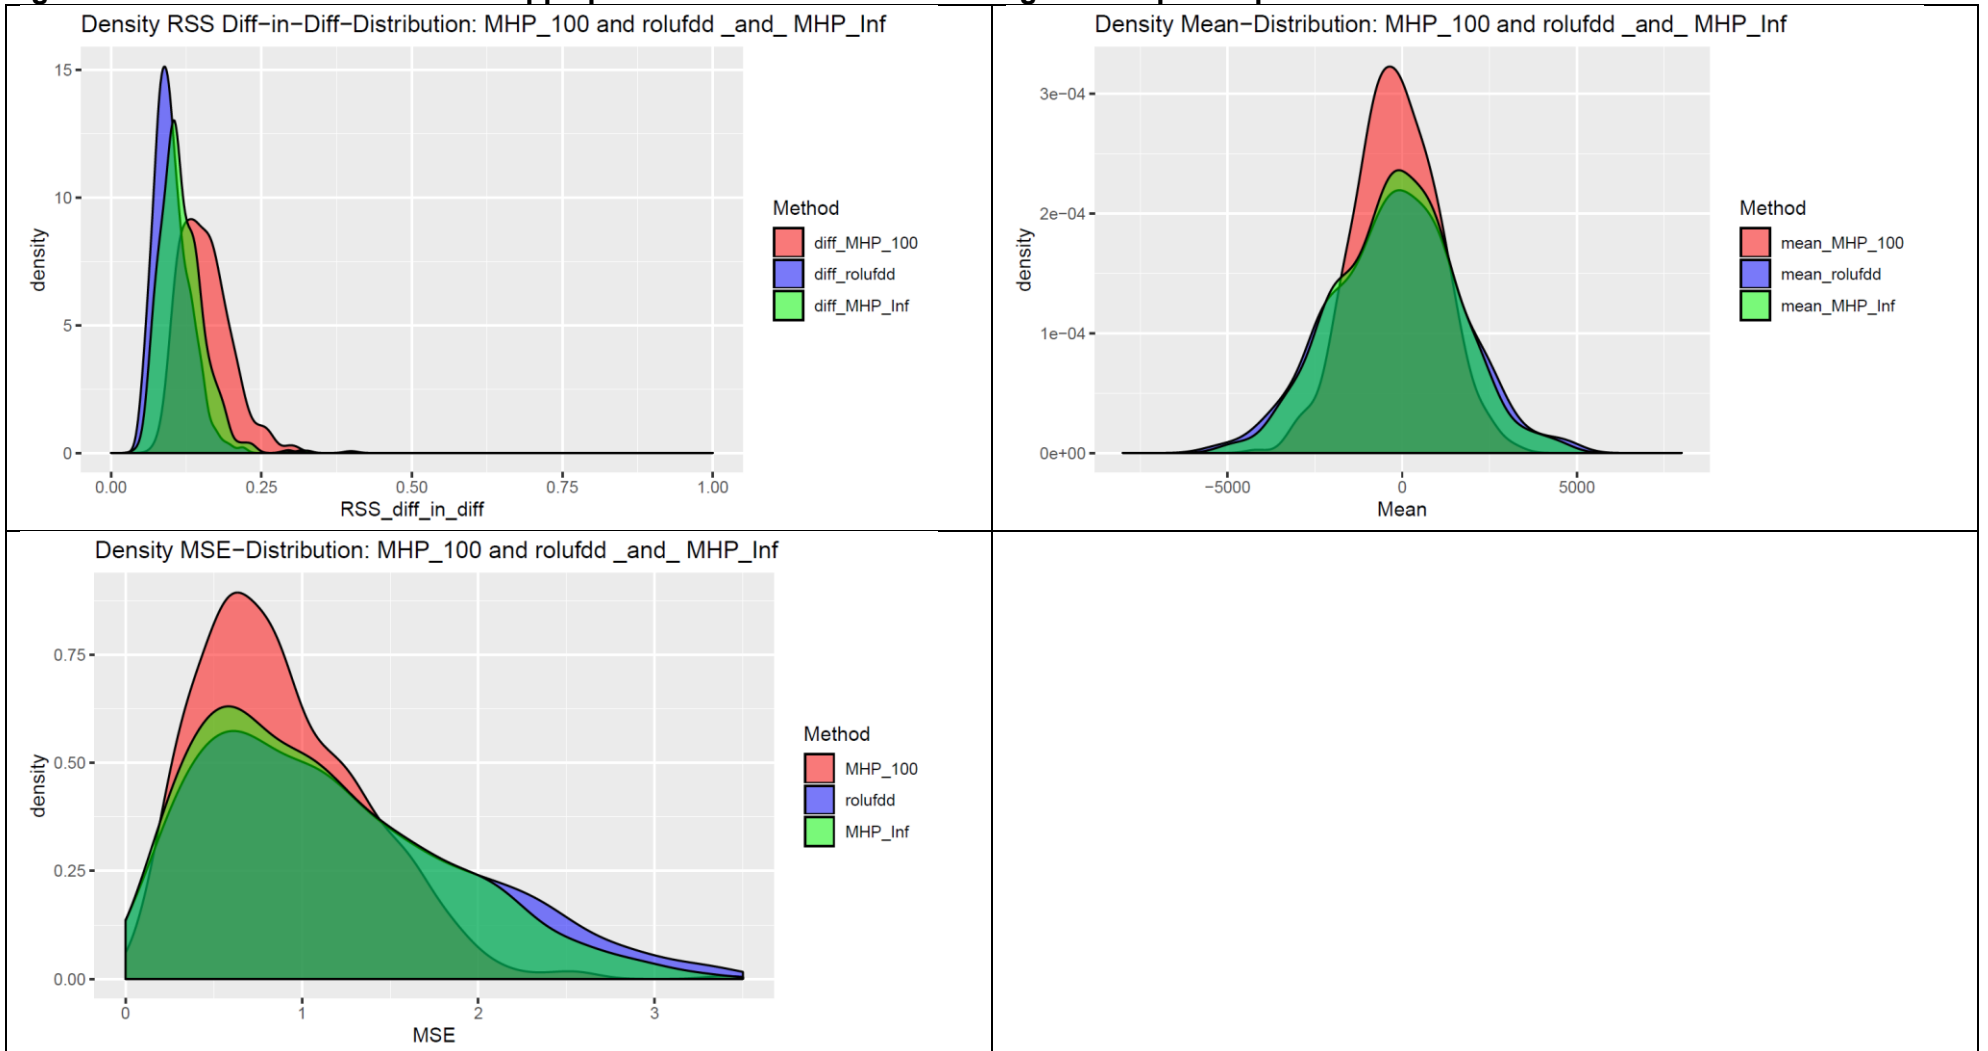 Density RSS Diff−in−Diff−Distribution: MHP_100 and rolufdd _and_ MHP_Inf
15
10
5
0
density
0.00 0.25 0.50 0.75 1.00
RSS_diff_in_diff
Method
diff_MHP_100
diff_rolufdd
diff_MHP_Inf
Density Mean−Distribution: MHP_100 and rolufdd _and_ MHP_Inf
3e−04
2e−04
1e−04
0e+00
density
−5000 0 5000
Mean
Method
mean_MHP_100
mean_rolufdd
mean_MHP_Inf
Density MSE−Distribution: MHP_100 and rolufdd _and_ MHP_Inf
0.75
0.50
0.25
0.00
density
0 1 2 3
MSE
Method
MHP_100
rolufdd
MHP_Inf